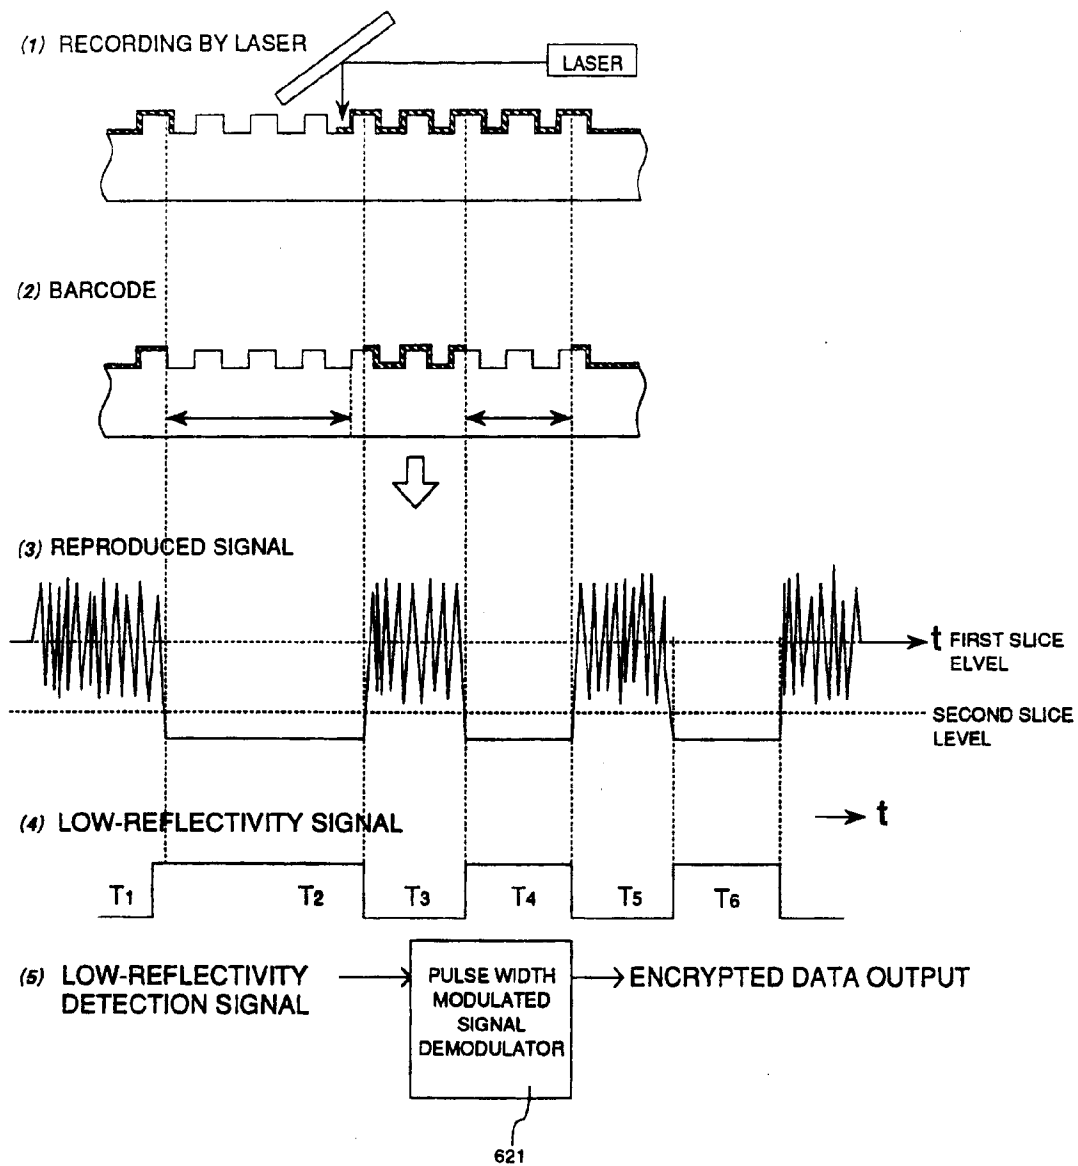 (1) RECORDING BY LASER
LASER
(2) BARCODE
(3) REPRODUCED SIGNAL
t FIRST SLICE
ELVEL
SECOND SLICE
LEVEL
(4) LOW-REFLECTIVITY SIGNAL
t
T1 T2 T3 T4 T5 T6
(5) LOW-REFLECTIVITY
DETECTION SIGNAL
PULSE WIDTH
MODULATED
SIGNAL
DEMODULATOR
ENCRYPTED DATA OUTPUT
621